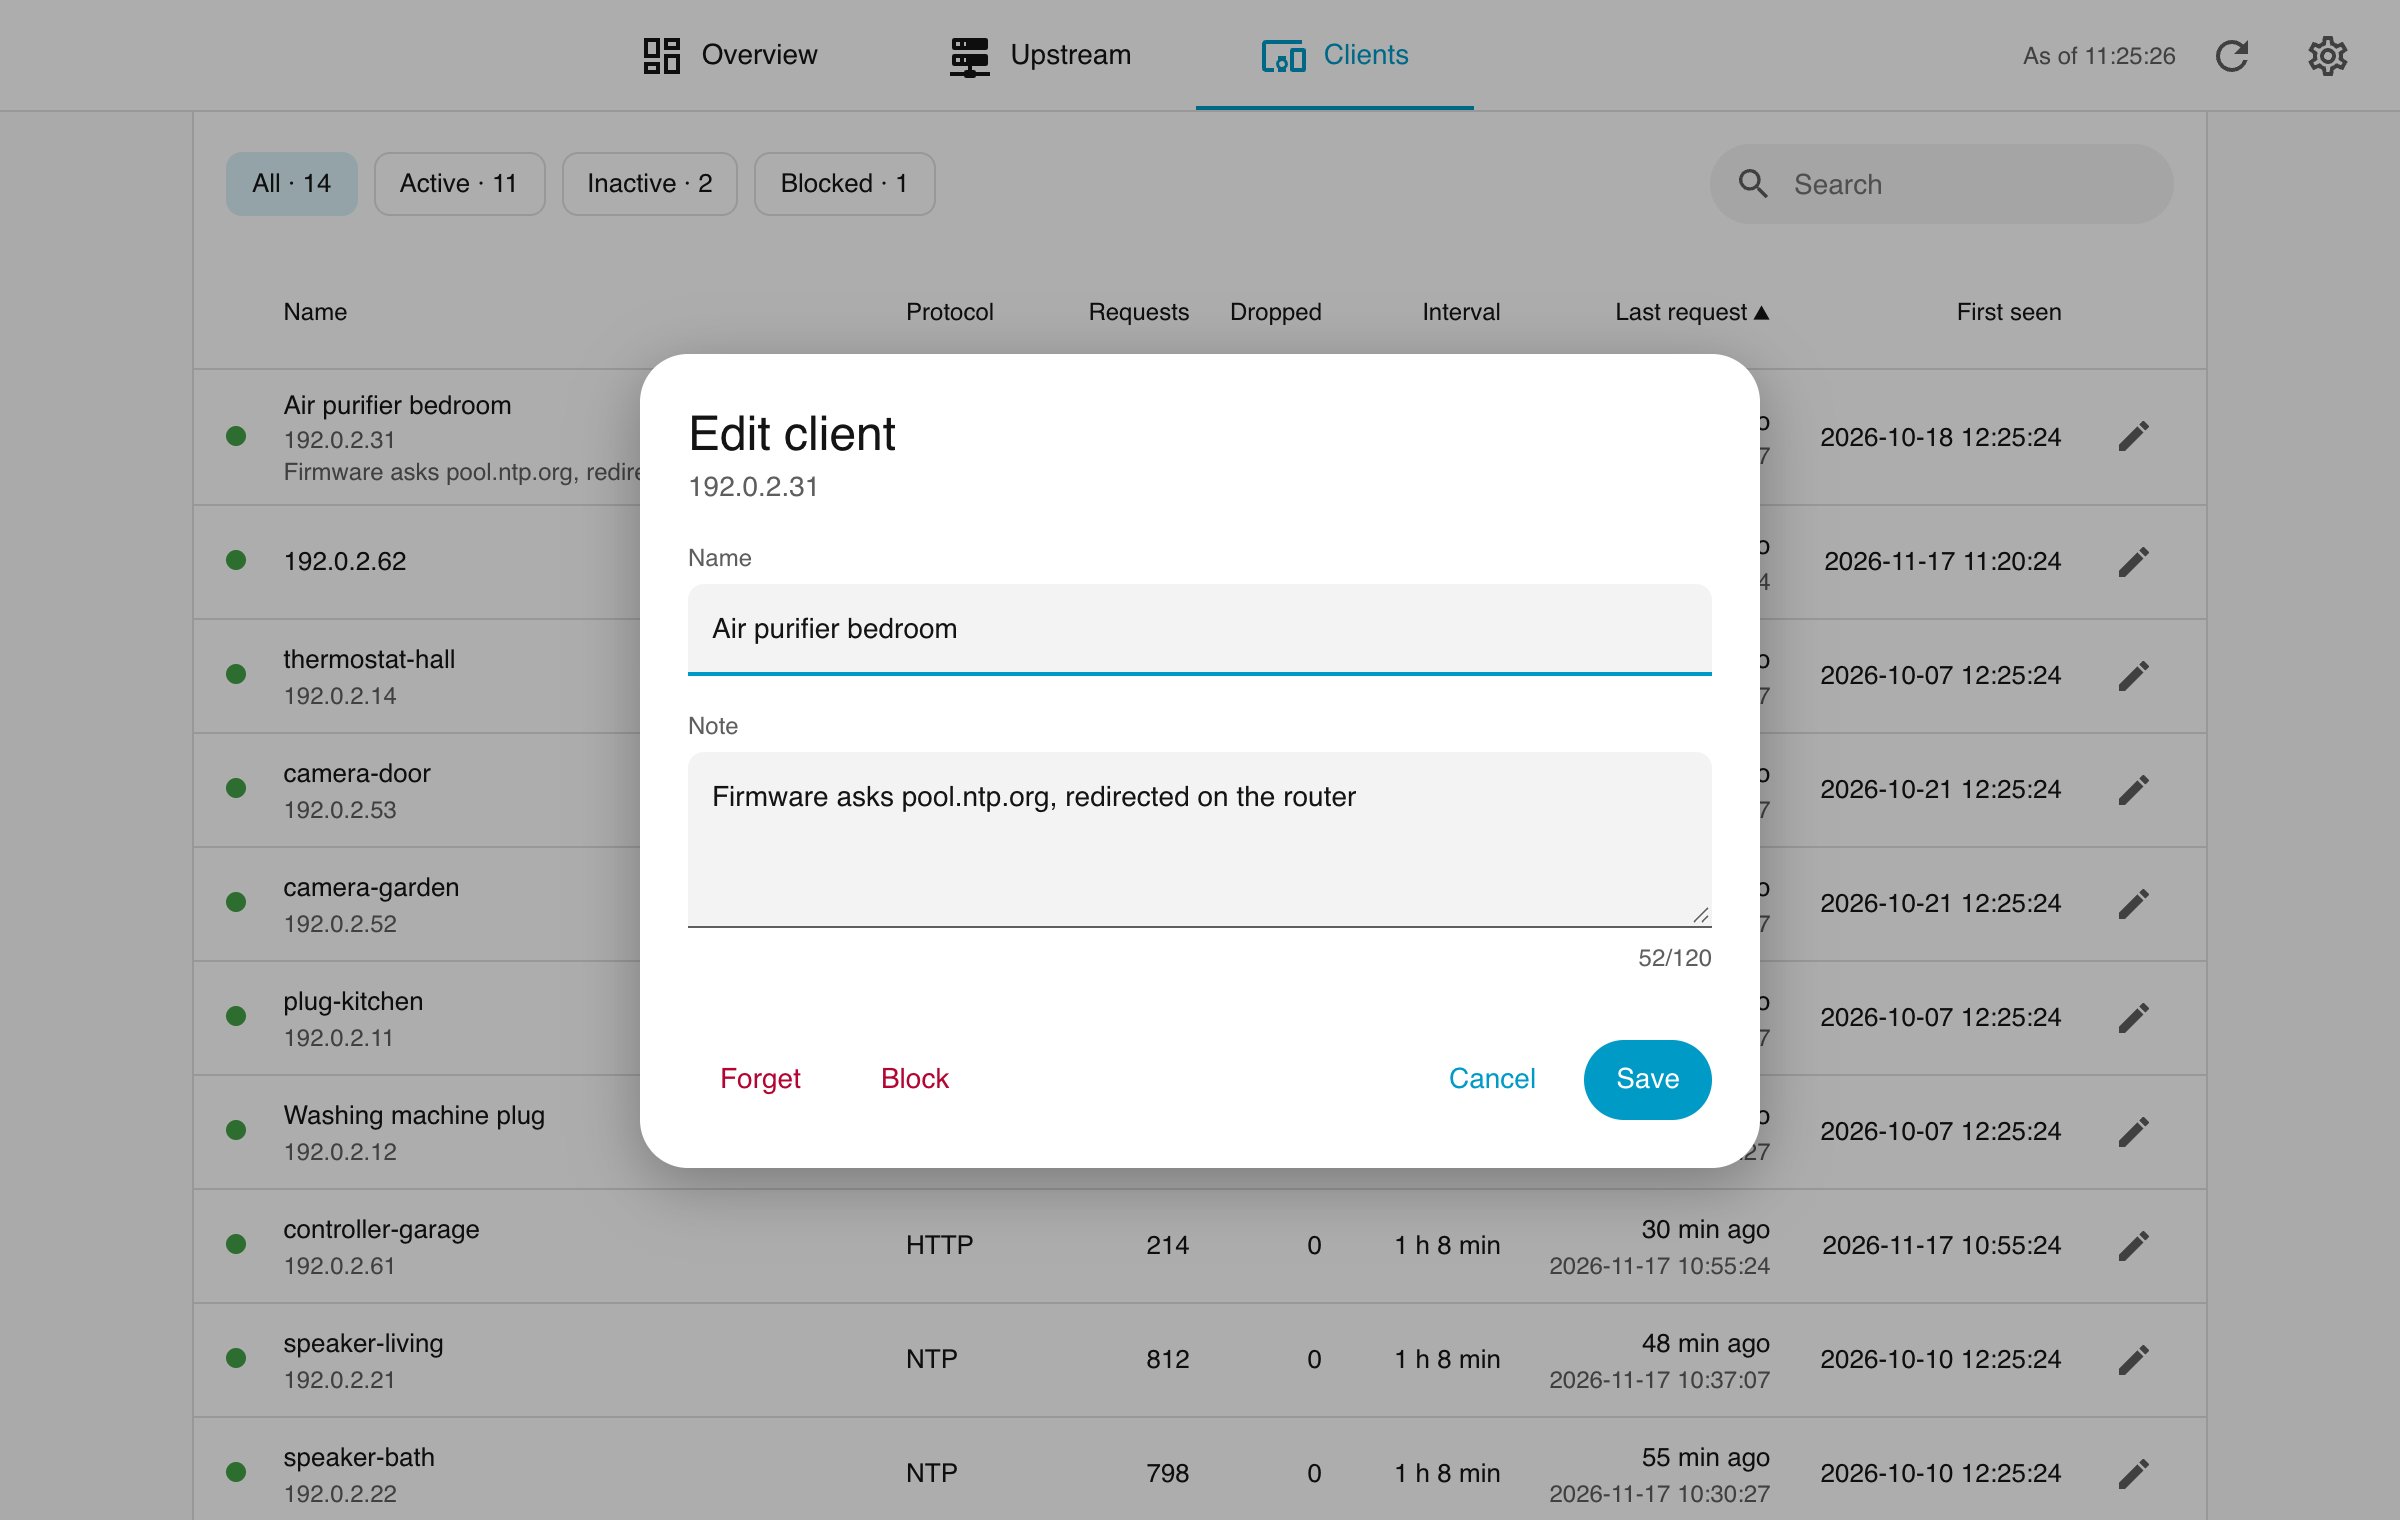 Overview
Upstream
Clients
As of 11:25:26
All · 14
Active · 11
Inactive · 2
Blocked · 1
Search
Name
Protocol
Requests
Dropped
Interval
Last request ▲
First seen
Air purifier bedroom
192.0.2.31
Firmware asks pool.ntp.org,
2026-10-18 12:25:24
192.0.2.62
2026-11-17 11:20:24
thermostat-hall
192.0.2.14
2026-10-07 12:25:24
camera-door
192.0.2.53
2026-10-21 12:25:24
camera-garden
192.0.2.52
2026-10-21 12:25:24
plug-kitchen
192.0.2.11
2026-10-07 12:25:24
Washing machine plug
192.0.2.12
2026-10-07 12:25:24
controller-garage
192.0.2.61
HTTP
214
0
1 h 8 min
30 min ago
2026-11-17 10:55:24
2026-11-17 10:55:24
speaker-living
192.0.2.21
NTP
812
0
1 h 8 min
48 min ago
2026-11-17 10:37:07
2026-10-10 12:25:24
speaker-bath
192.0.2.22
NTP
798
0
1 h 8 min
55 min ago
2026-11-17 10:30:27
2026-10-10 12:25:24
Edit client
192.0.2.31
Name
Air purifier bedroom
Note
Firmware asks pool.ntp.org, redirected on the router
52/120
Forget
Block
Cancel
Save